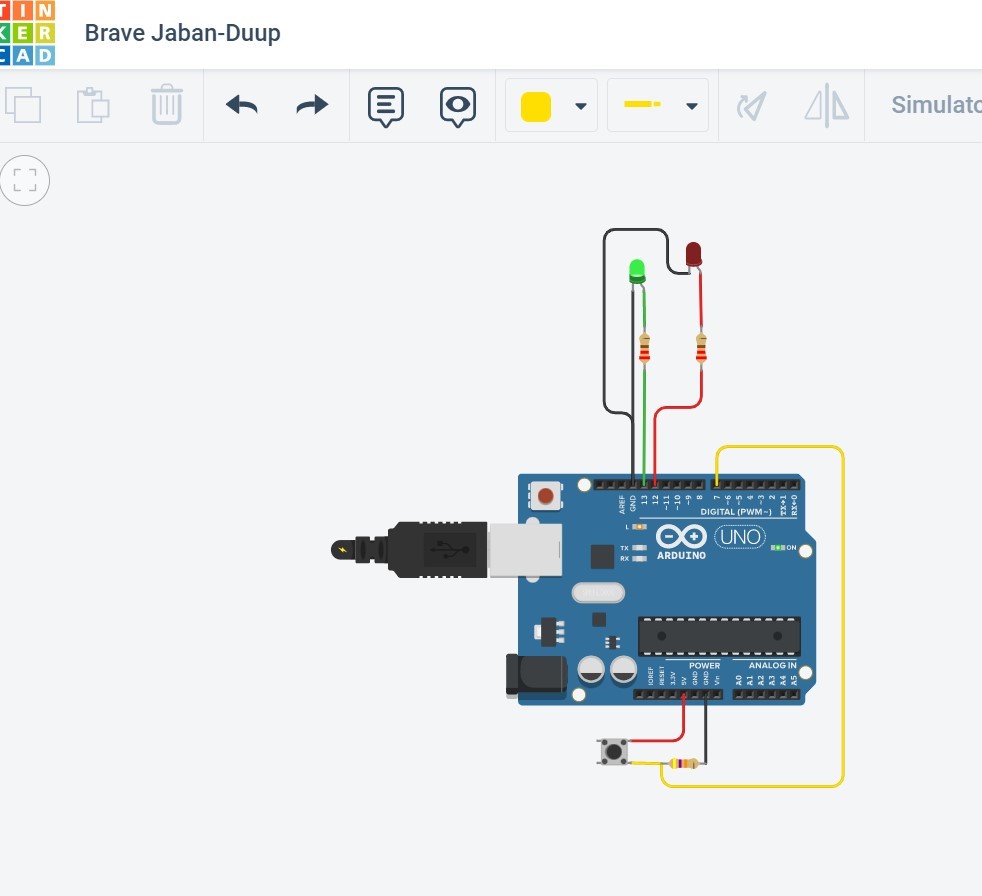 TIN
KER
CAD
Brave Jaban-Duup
Simulato
AREF
GND
13
12
~11
~10
~9
8
7
~6
~5
4
~3
2
TX→1
RX←0
DIGITAL (PWM~)
L
TX
RX
ARDUINO
UNO
ON
POWER
ANALOG IN
IOREF
RESET
3.3V
5V
GND
GND
Vin
A0
A1
A2
A3
A4
A5